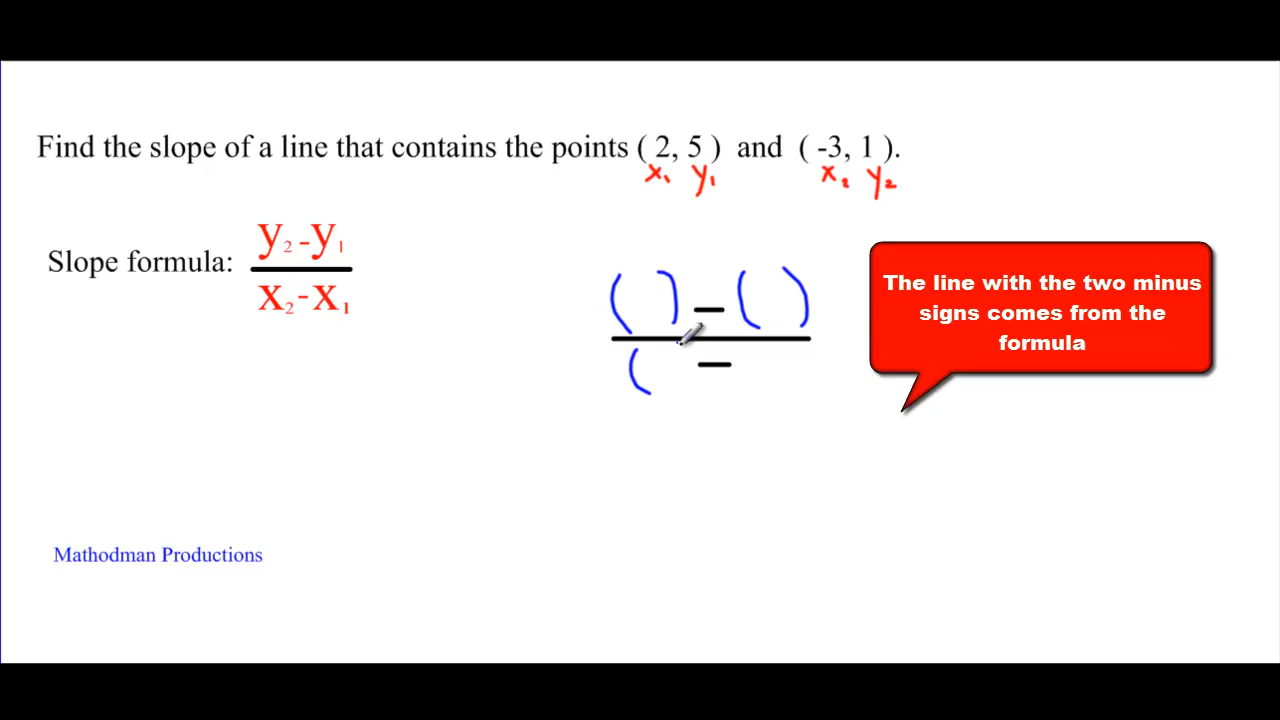 Find the slope of a line that contains the points ( 2, 5 ) and ( -3, 1 ).
x₁ y₁ x₂ y₂
Slope formula: y₂ - y₁
x₂ - x₁
( ) - ( )
( -
The line with the two minus
signs comes from the
formula
Mathodman Productions